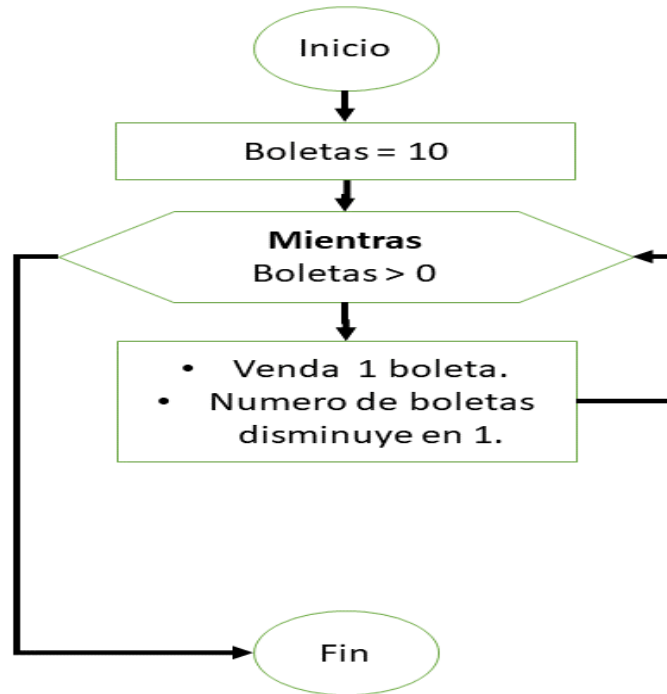 Inicio
Boletas = 10
Mientras
Boletas > 0
• Venda 1 boleta.
• Numero de boletas
disminuye en 1.
Fin